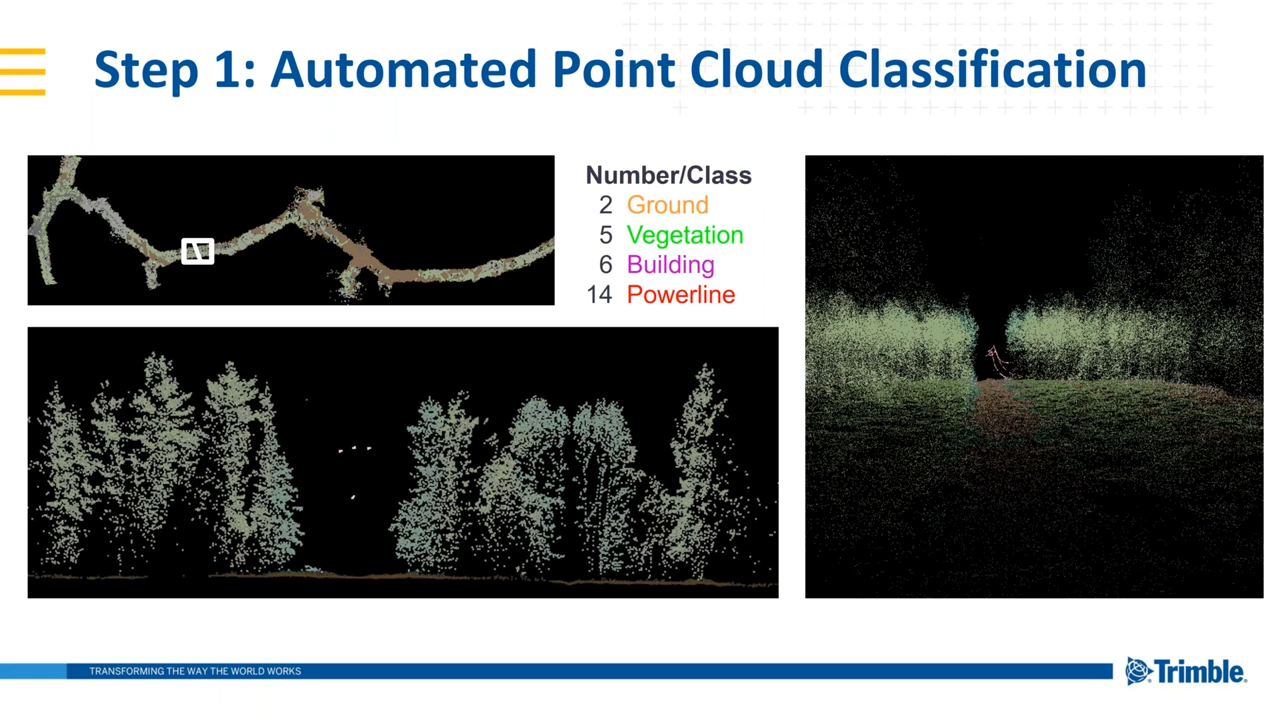 Step 1: Automated Point Cloud Classification
Number/Class
2 Ground
5 Vegetation
6 Building
14 Powerline
TRANSFORMING THE WAY THE WORLD WORKS
Trimble